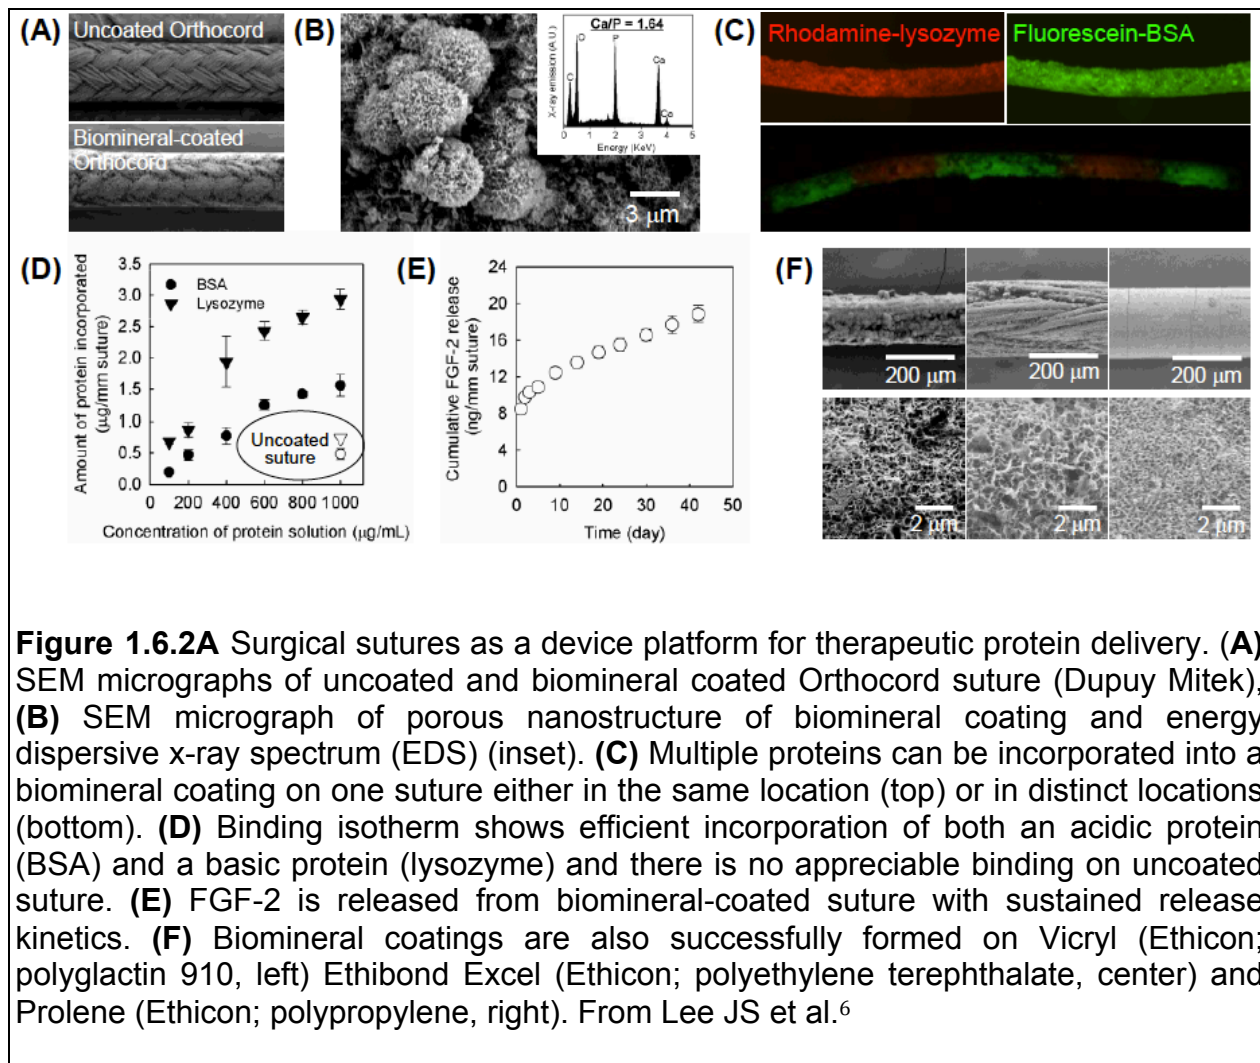 (A)
Uncoated Orthocord
Biomineral-coated
Orthocord
(B)
Ca/P = 1.64
X-ray emission (A.U.)
C
O
P
Ca
Ca
0 1 2 3 4 5
Energy (KeV)
3 μm
(C)
Rhodamine-lysozyme
Fluorescein-BSA
(D)
Amount of protein incorporated
(μg/mm suture)
3.5
3.0
2.5
2.0
1.5
1.0
0.5
0.0
BSA
Lysozyme
Uncoated
suture
0 200 400 600 800 1000
Concentration of protein solution (μg/mL)
(E)
Cumulative FGF-2 release
(ng/mm suture)
24
20
16
12
8
4
0
0 10 20 30 40 50
Time (day)
(F)
200 μm
200 μm
200 μm
2 μm
2 μm
2 μm
Figure 1.6.2A Surgical sutures as a device platform for therapeutic protein delivery. (A)
SEM micrographs of uncoated and biomineral coated Orthocord suture (Dupuy Mitek),
(B) SEM micrograph of porous nanostructure of biomineral coating and energy
dispersive x-ray spectrum (EDS) (inset). (C) Multiple proteins can be incorporated into a
biomineral coating on one suture either in the same location (top) or in distinct locations
(bottom). (D) Binding isotherm shows efficient incorporation of both an acidic protein
(BSA) and a basic protein (lysozyme) and there is no appreciable binding on uncoated
suture. (E) FGF-2 is released from biomineral-coated suture with sustained release
kinetics. (F) Biomineral coatings are also successfully formed on Vicryl (Ethicon;
polyglactin 910, left) Ethibond Excel (Ethicon; polyethylene terephthalate, center) and
Prolene (Ethicon; polypropylene, right). From Lee JS et al.6